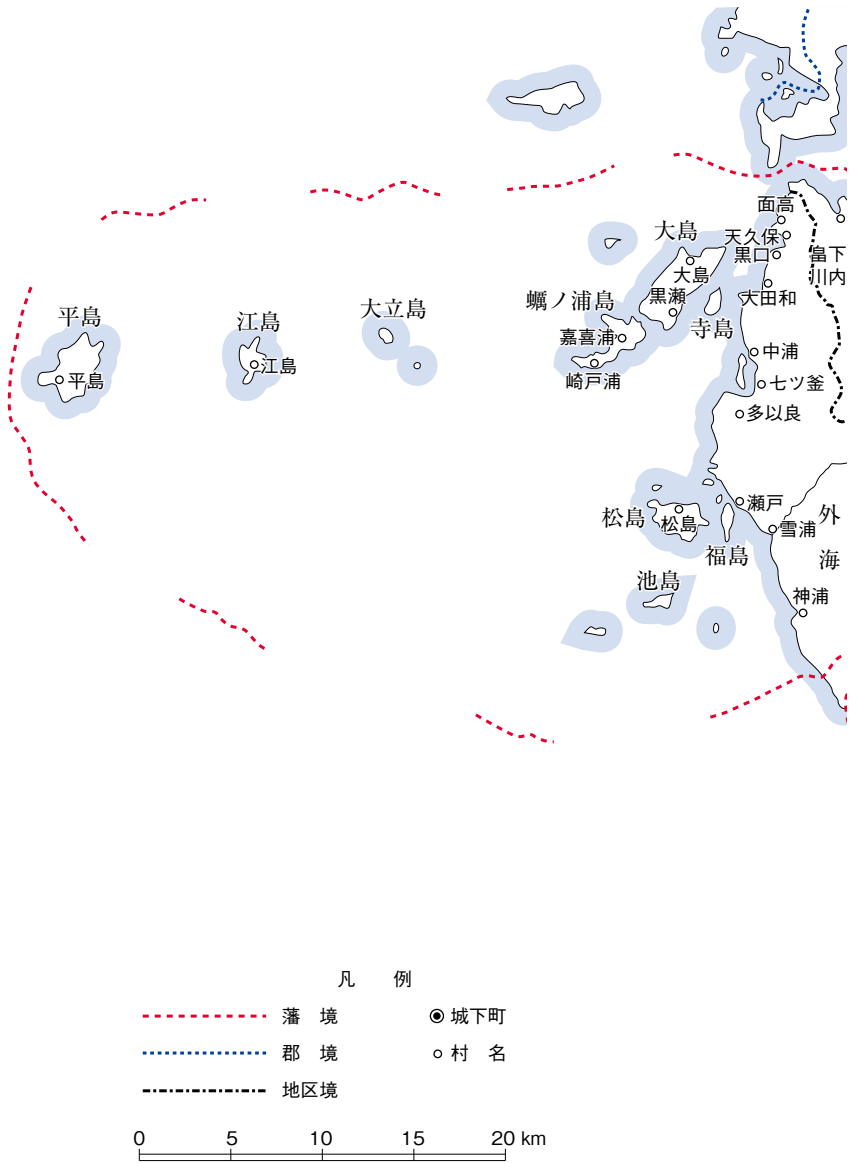 面高
天久保
黒口
畠下
川内
大田和
大島
大島
黒瀬
寺島
蠣ノ浦島
嘉喜浦
崎戸浦
大立島
江島
江島
平島
平島
中浦
七ツ釜
多以良
瀬戸
雪浦
外
海
松島
松島
福島
池島
神浦
凡 例
藩 境
城下町
郡 境
村 名
地区境
0 5 10 15 20 km